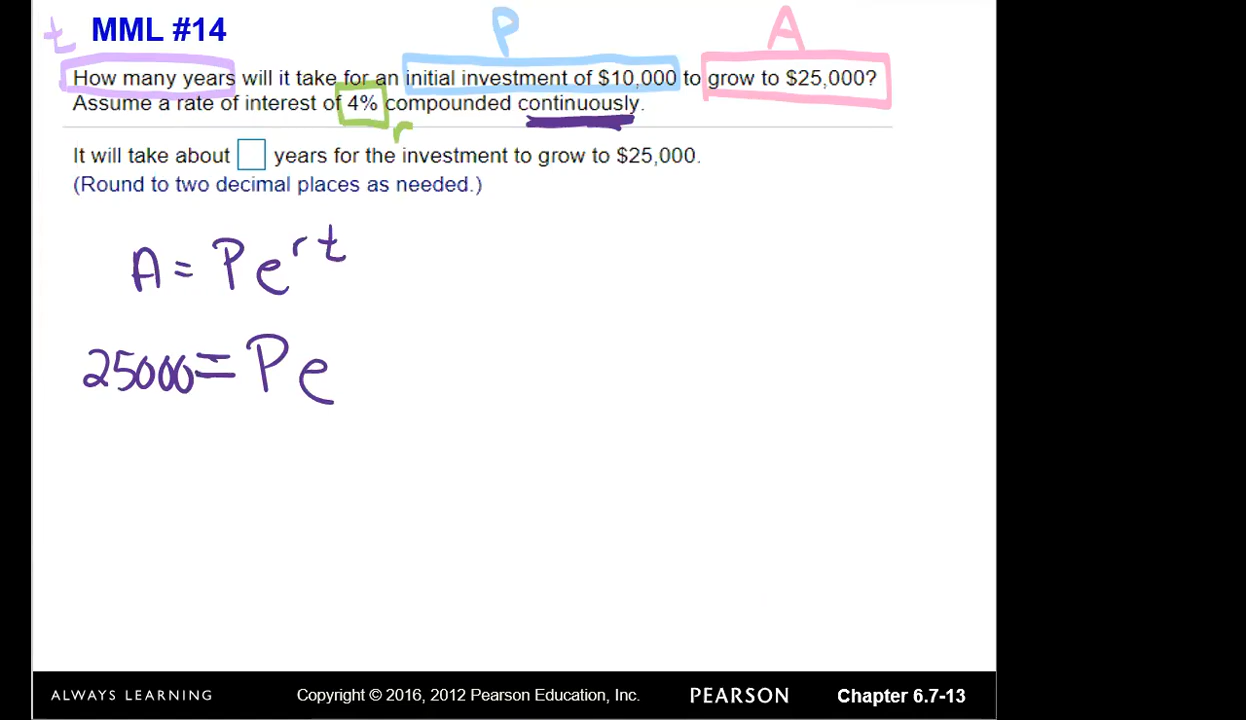 t MML #14 P A
How many years will it take for an initial investment of $10,000 to grow to $25,000?
Assume a rate of interest of 4% compounded continuously.
r
It will take about years for the investment to grow to $25,000.
(Round to two decimal places as needed.)
A = Pe^rt
25000 = Pe
ALWAYS LEARNING Copyright © 2016, 2012 Pearson Education, Inc. PEARSON Chapter 6.7-13